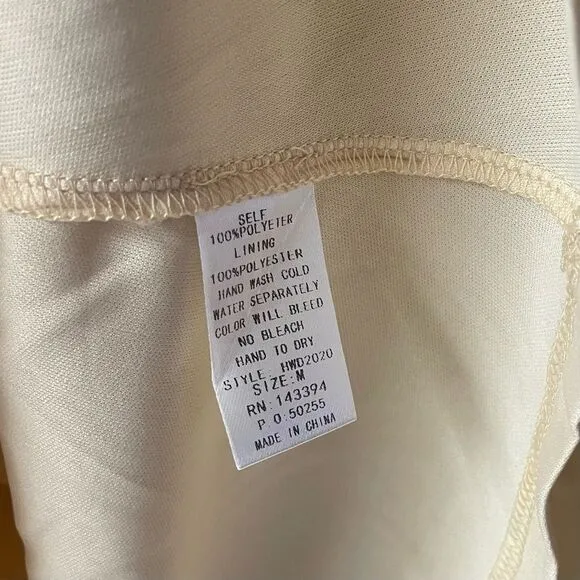 SELF
100%POLYETER
LINING
100%POLYESTER
HAND WASH COLD
WATER SEPARATELY
COLOR WILL BLEED
NO BLEACH
HAND TO DRY
STYLE: HWD2020
SIZE:M
RN:143394
P O:50255
MADE IN CHINA